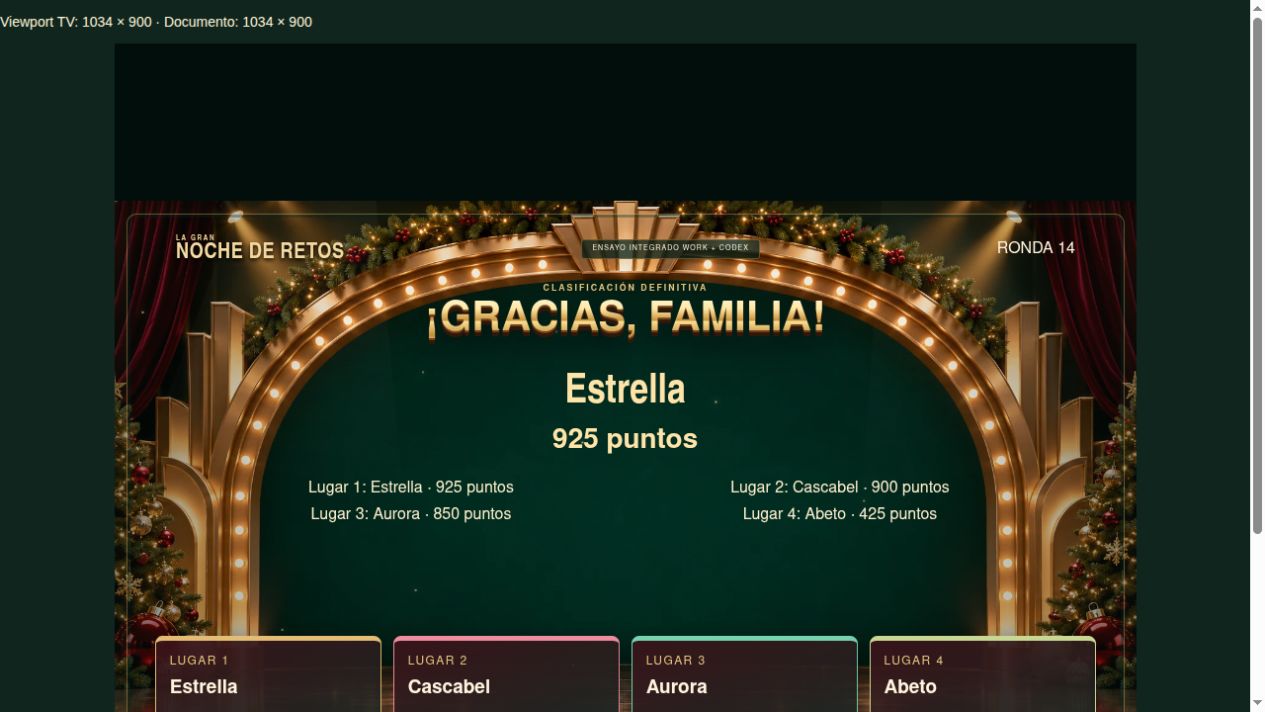 Viewport TV: 1034 × 900 · Documento: 1034 × 900
LA GRAN
NOCHE DE RETOS
ENSAYO INTEGRADO WORK + CODEX
RONDA 14
CLASIFICACIÓN DEFINITIVA
¡GRACIAS, FAMILIA!
Estrella
925 puntos
Lugar 1: Estrella · 925 puntos
Lugar 2: Cascabel · 900 puntos
Lugar 3: Aurora · 850 puntos
Lugar 4: Abeto · 425 puntos
LUGAR 1
Estrella
LUGAR 2
Cascabel
LUGAR 3
Aurora
LUGAR 4
Abeto